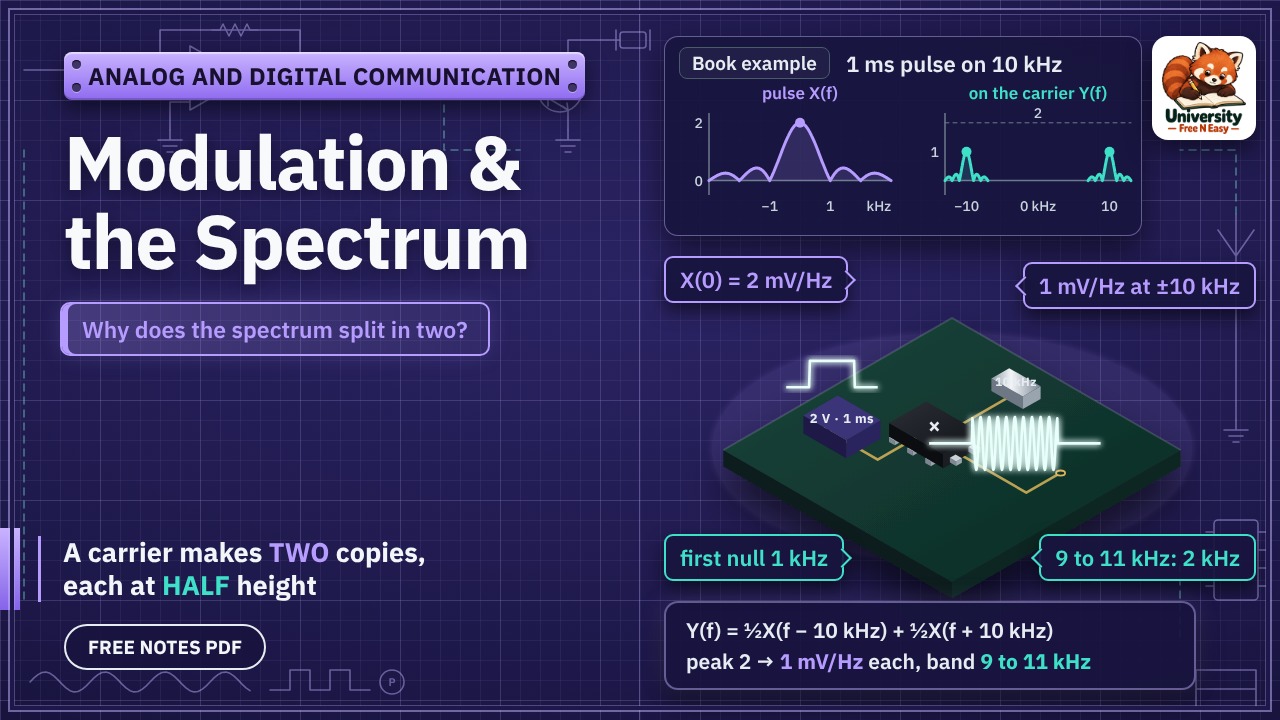 ANALOG AND DIGITAL COMMUNICATION
Modulation &
the Spectrum
Why does the spectrum split in two?
A carrier makes TWO copies,
each at HALF height
FREE NOTES PDF
P
Book example
1 ms pulse on 10 kHz
pulse X(f)
on the carrier Y(f)
2
0
−1
1
kHz
2
1
−10
0 kHz
10
University
Free N Easy
X(0) = 2 mV/Hz
1 mV/Hz at ±10 kHz
10 kHz
2 V · 1 ms
×
first null 1 kHz
9 to 11 kHz: 2 kHz
Y(f) = ½X(f − 10 kHz) + ½X(f + 10 kHz)
peak 2 → 1 mV/Hz each, band 9 to 11 kHz